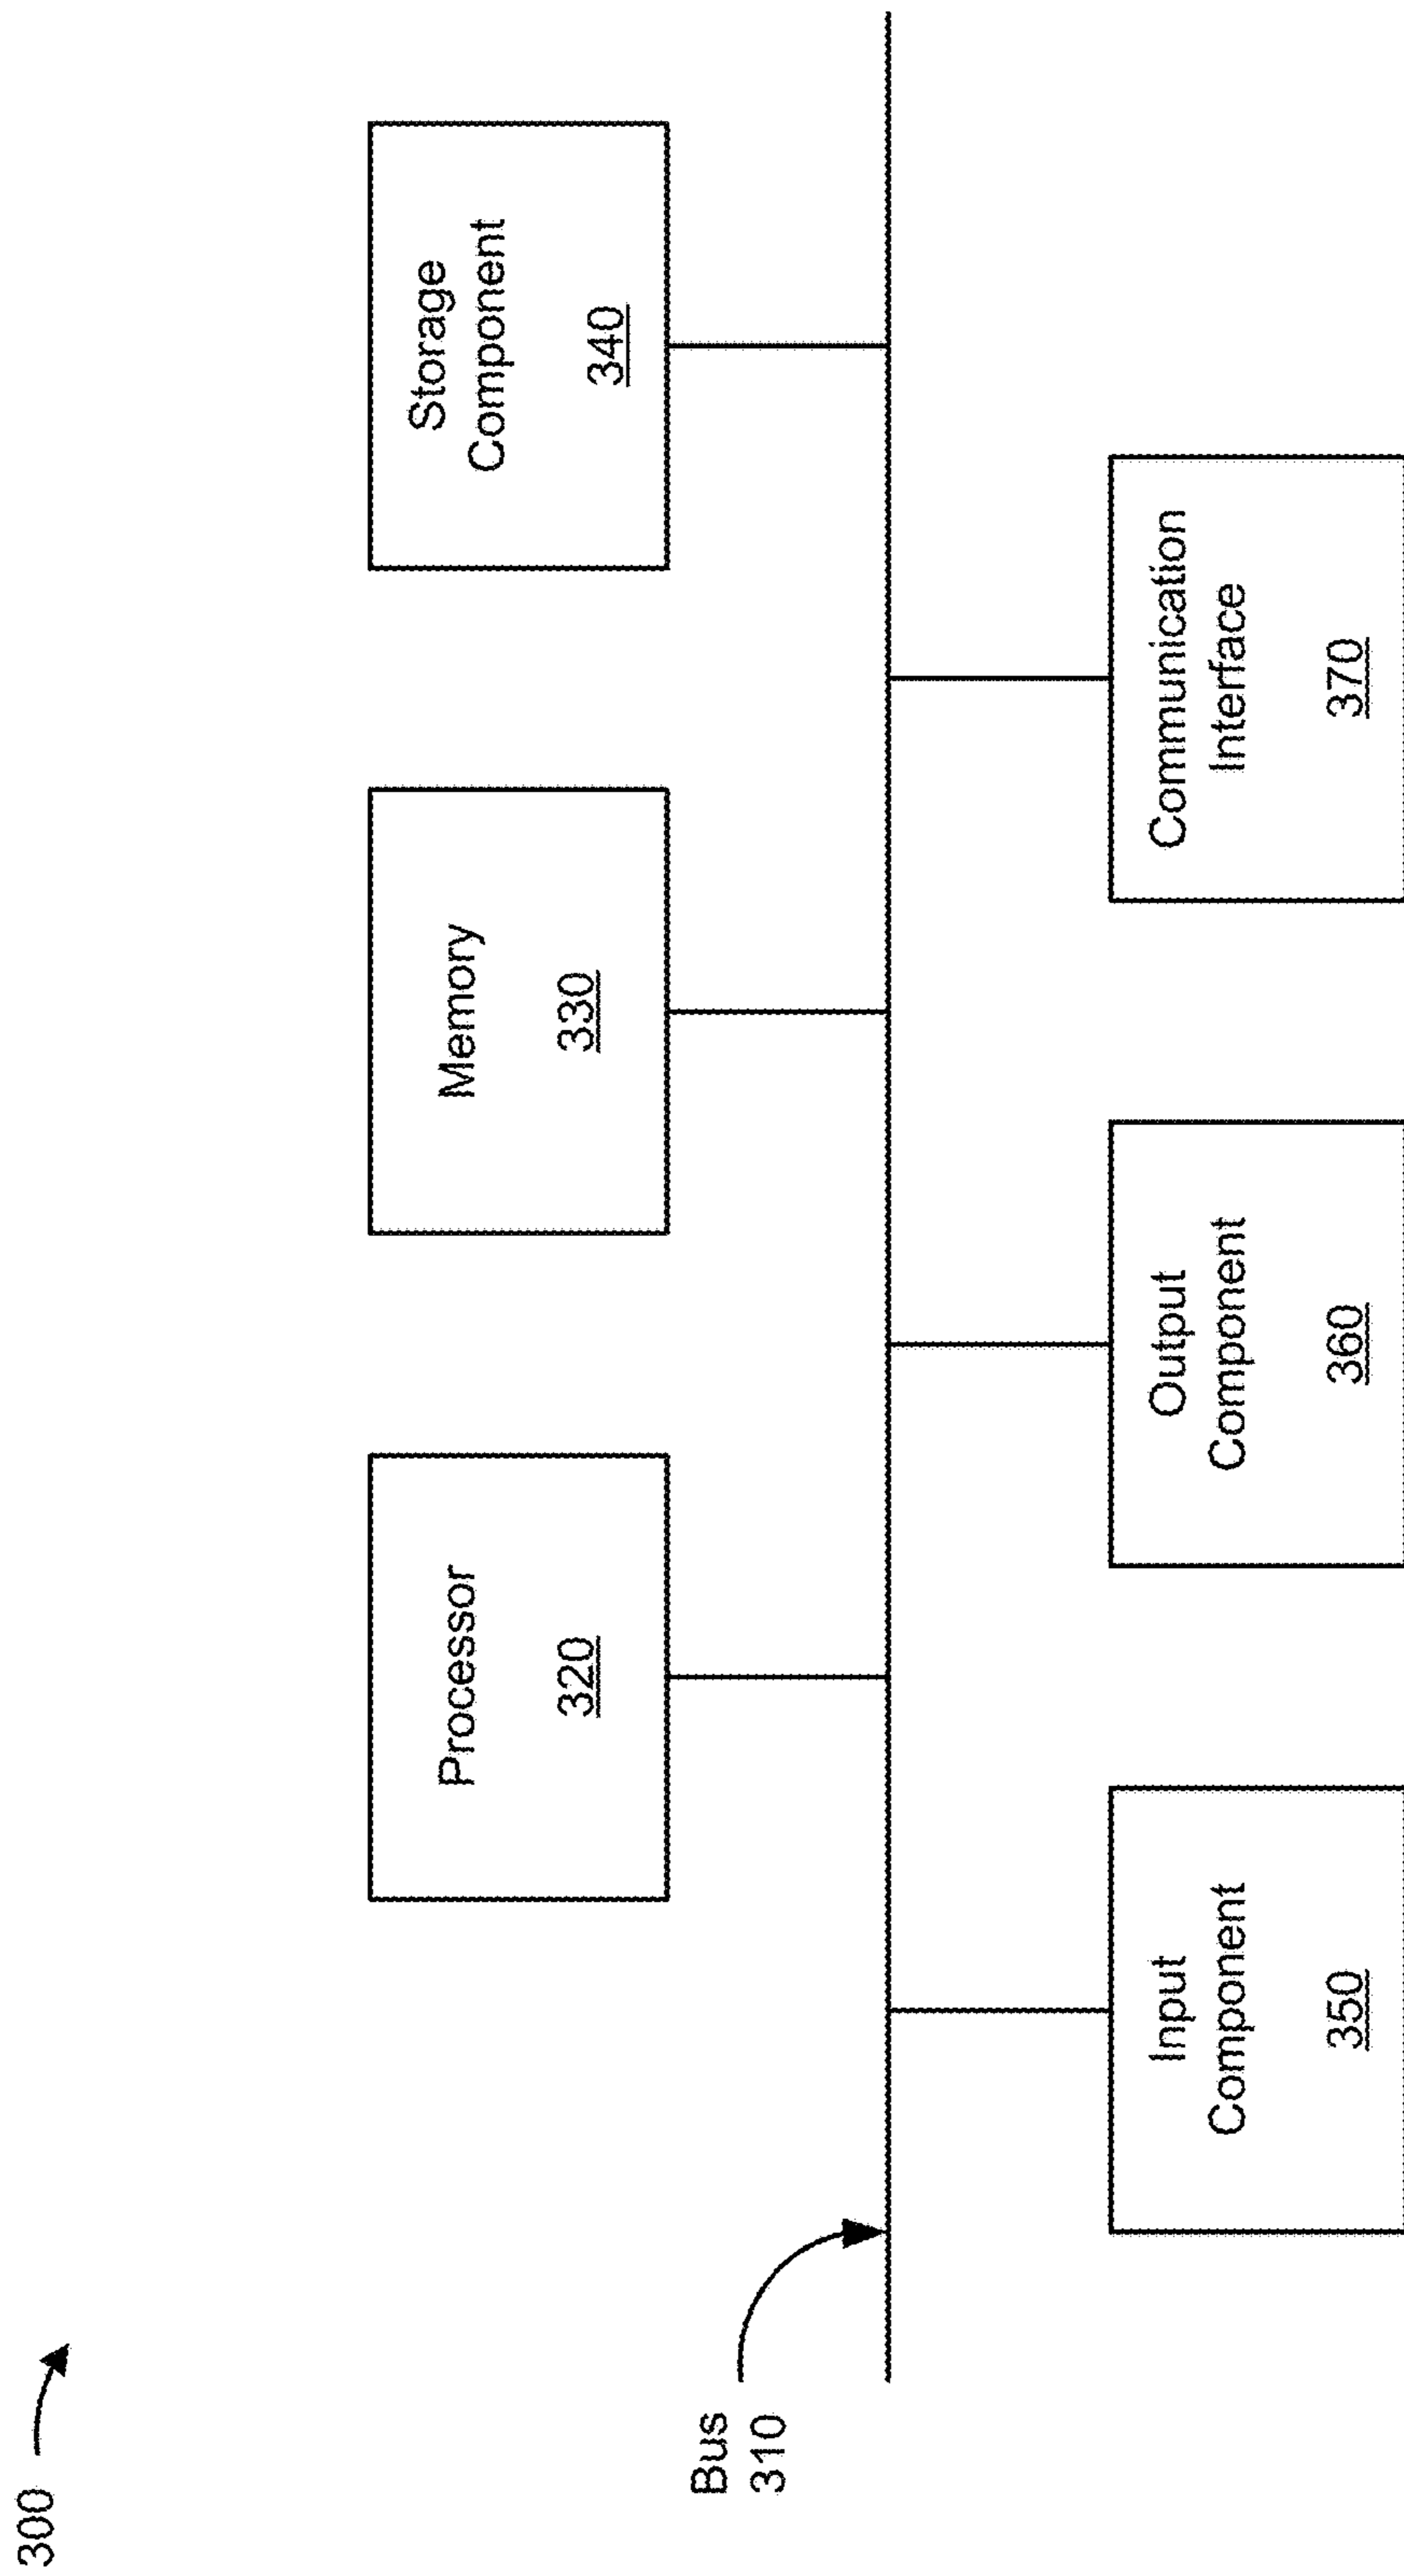 300
Processor
320
Memory
330
Storage
Component
340
Bus
310
Input
Component
350
Output
Component
360
Communication
Interface
370